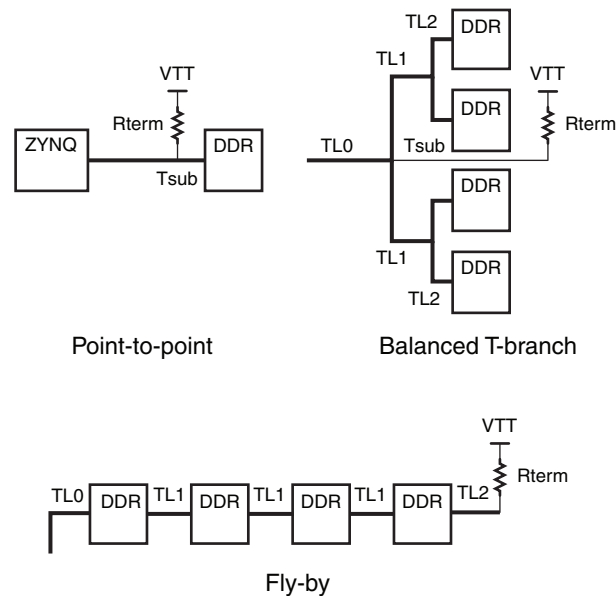 VTT
Rterm
ZYNQ
DDR
Tsub
Point-to-point
TL2
DDR
TL1
VTT
DDR
Rterm
TL0
Tsub
DDR
TL1
DDR
TL2
Balanced T-branch
VTT
Rterm
TL0
DDR
TL1
DDR
TL1
DDR
TL1
DDR
TL2
Fly-by